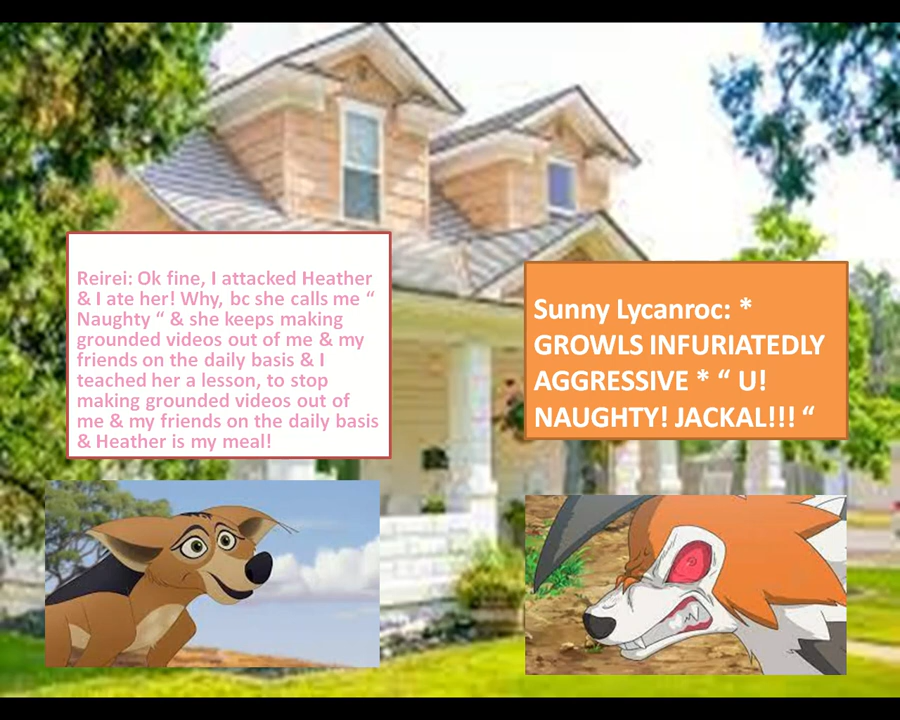 Reirei: Ok fine, I attacked Heather
& I ate her! Why, bc she calls me “
Naughty “ & she keeps making
grounded videos out of me & my
friends on the daily basis & I
teached her a lesson, to stop
making grounded videos out of
me & my friends on the daily basis
& Heather is my meal!
Sunny Lycanroc: *
GROWLS INFURIATEDLY
AGGRESSIVE * “ U!
NAUGHTY! JACKAL!!! “